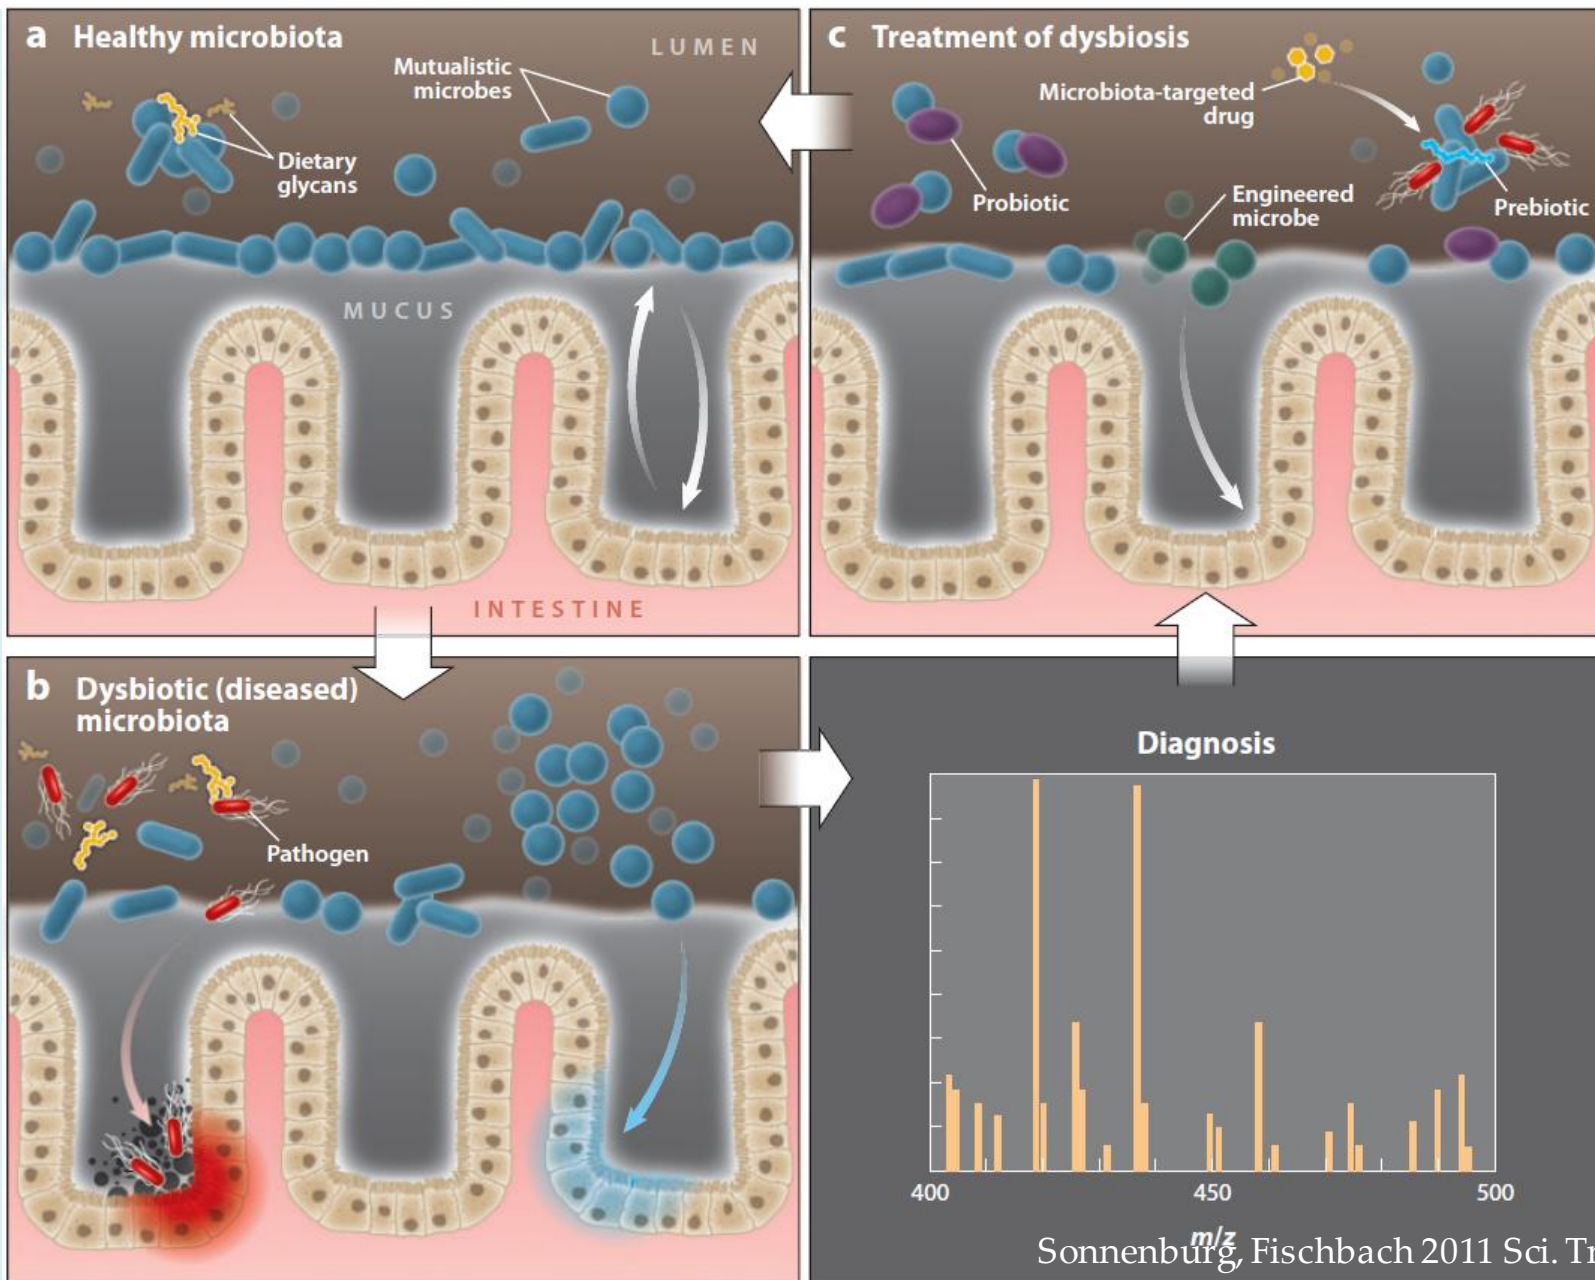 a Healthy microbiota
LUMEN
Mutualistic
microbes
Dietary
glycans
MUCUS
INTESTINE
c Treatment of dysbiosis
Microbiota-targeted
drug
Probiotic
Engineered
microbe
Prebiotic
b Dysbiotic (diseased)
microbiota
Pathogen
Diagnosis
400 450 500
m/z
Sonnenburg, Fischbach 2011 Sci. Tr